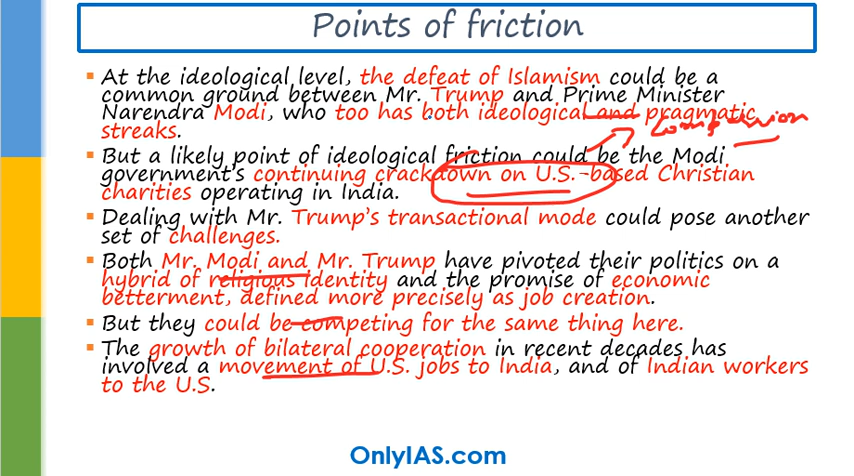 Points of friction
At the ideological level, the defeat of Islamism could be a
common ground between Mr. Trump and Prime Minister
Narendra Modi, who too has both ideological and pragmatic
streaks.
Compassion
But a likely point of ideological friction could be the Modi
government's continuing crackdown on U.S.-based Christian
charities operating in India.
Dealing with Mr. Trump's transactional mode could pose another
set of challenges.
Both Mr. Modi and Mr. Trump have pivoted their politics on a
hybrid of religious identity and the promise of economic
betterment, defined more precisely as job creation.
But they could be competing for the same thing here.
The growth of bilateral cooperation in recent decades has
involved a movement of U.S. jobs to India, and of Indian workers
to the U.S.
OnlyIAS.com